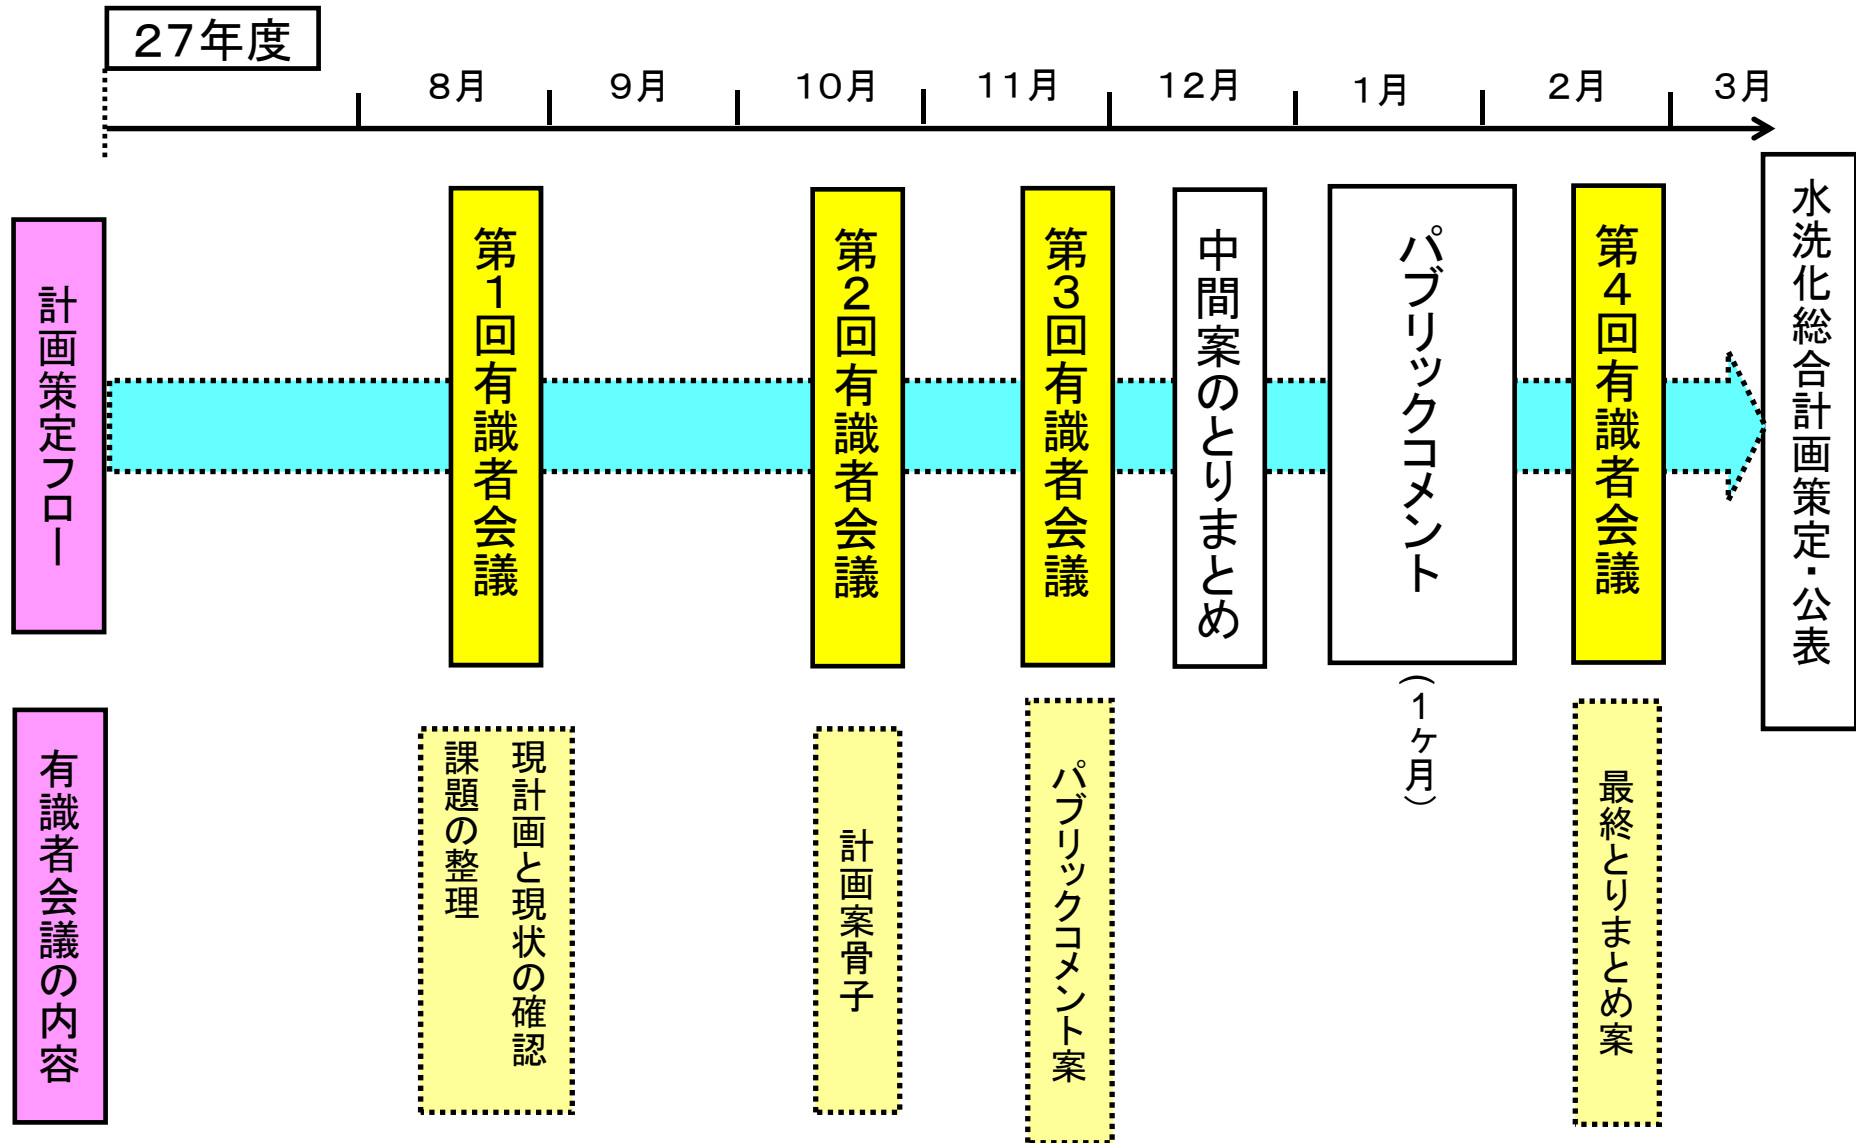 27年度
8月
9月
10月
11月
12月
1月
2月
3月
計画策定フロー
第1回有識者会議
第2回有識者会議
第3回有識者会議
中間案のとりまとめ
パブリックコメント
(1ヶ月)
第4回有識者会議
水洗化総合計画策定・公表
有識者会議の内容
現計画と現状の確認
課題の整理
計画案骨子
パブリックコメント案
最終とりまとめ案